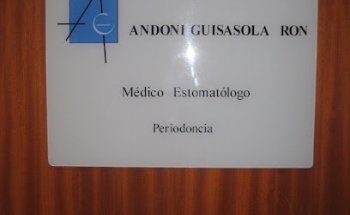 ANDONI GUISASOLA RON
Médico Estomatólogo
Periodoncia